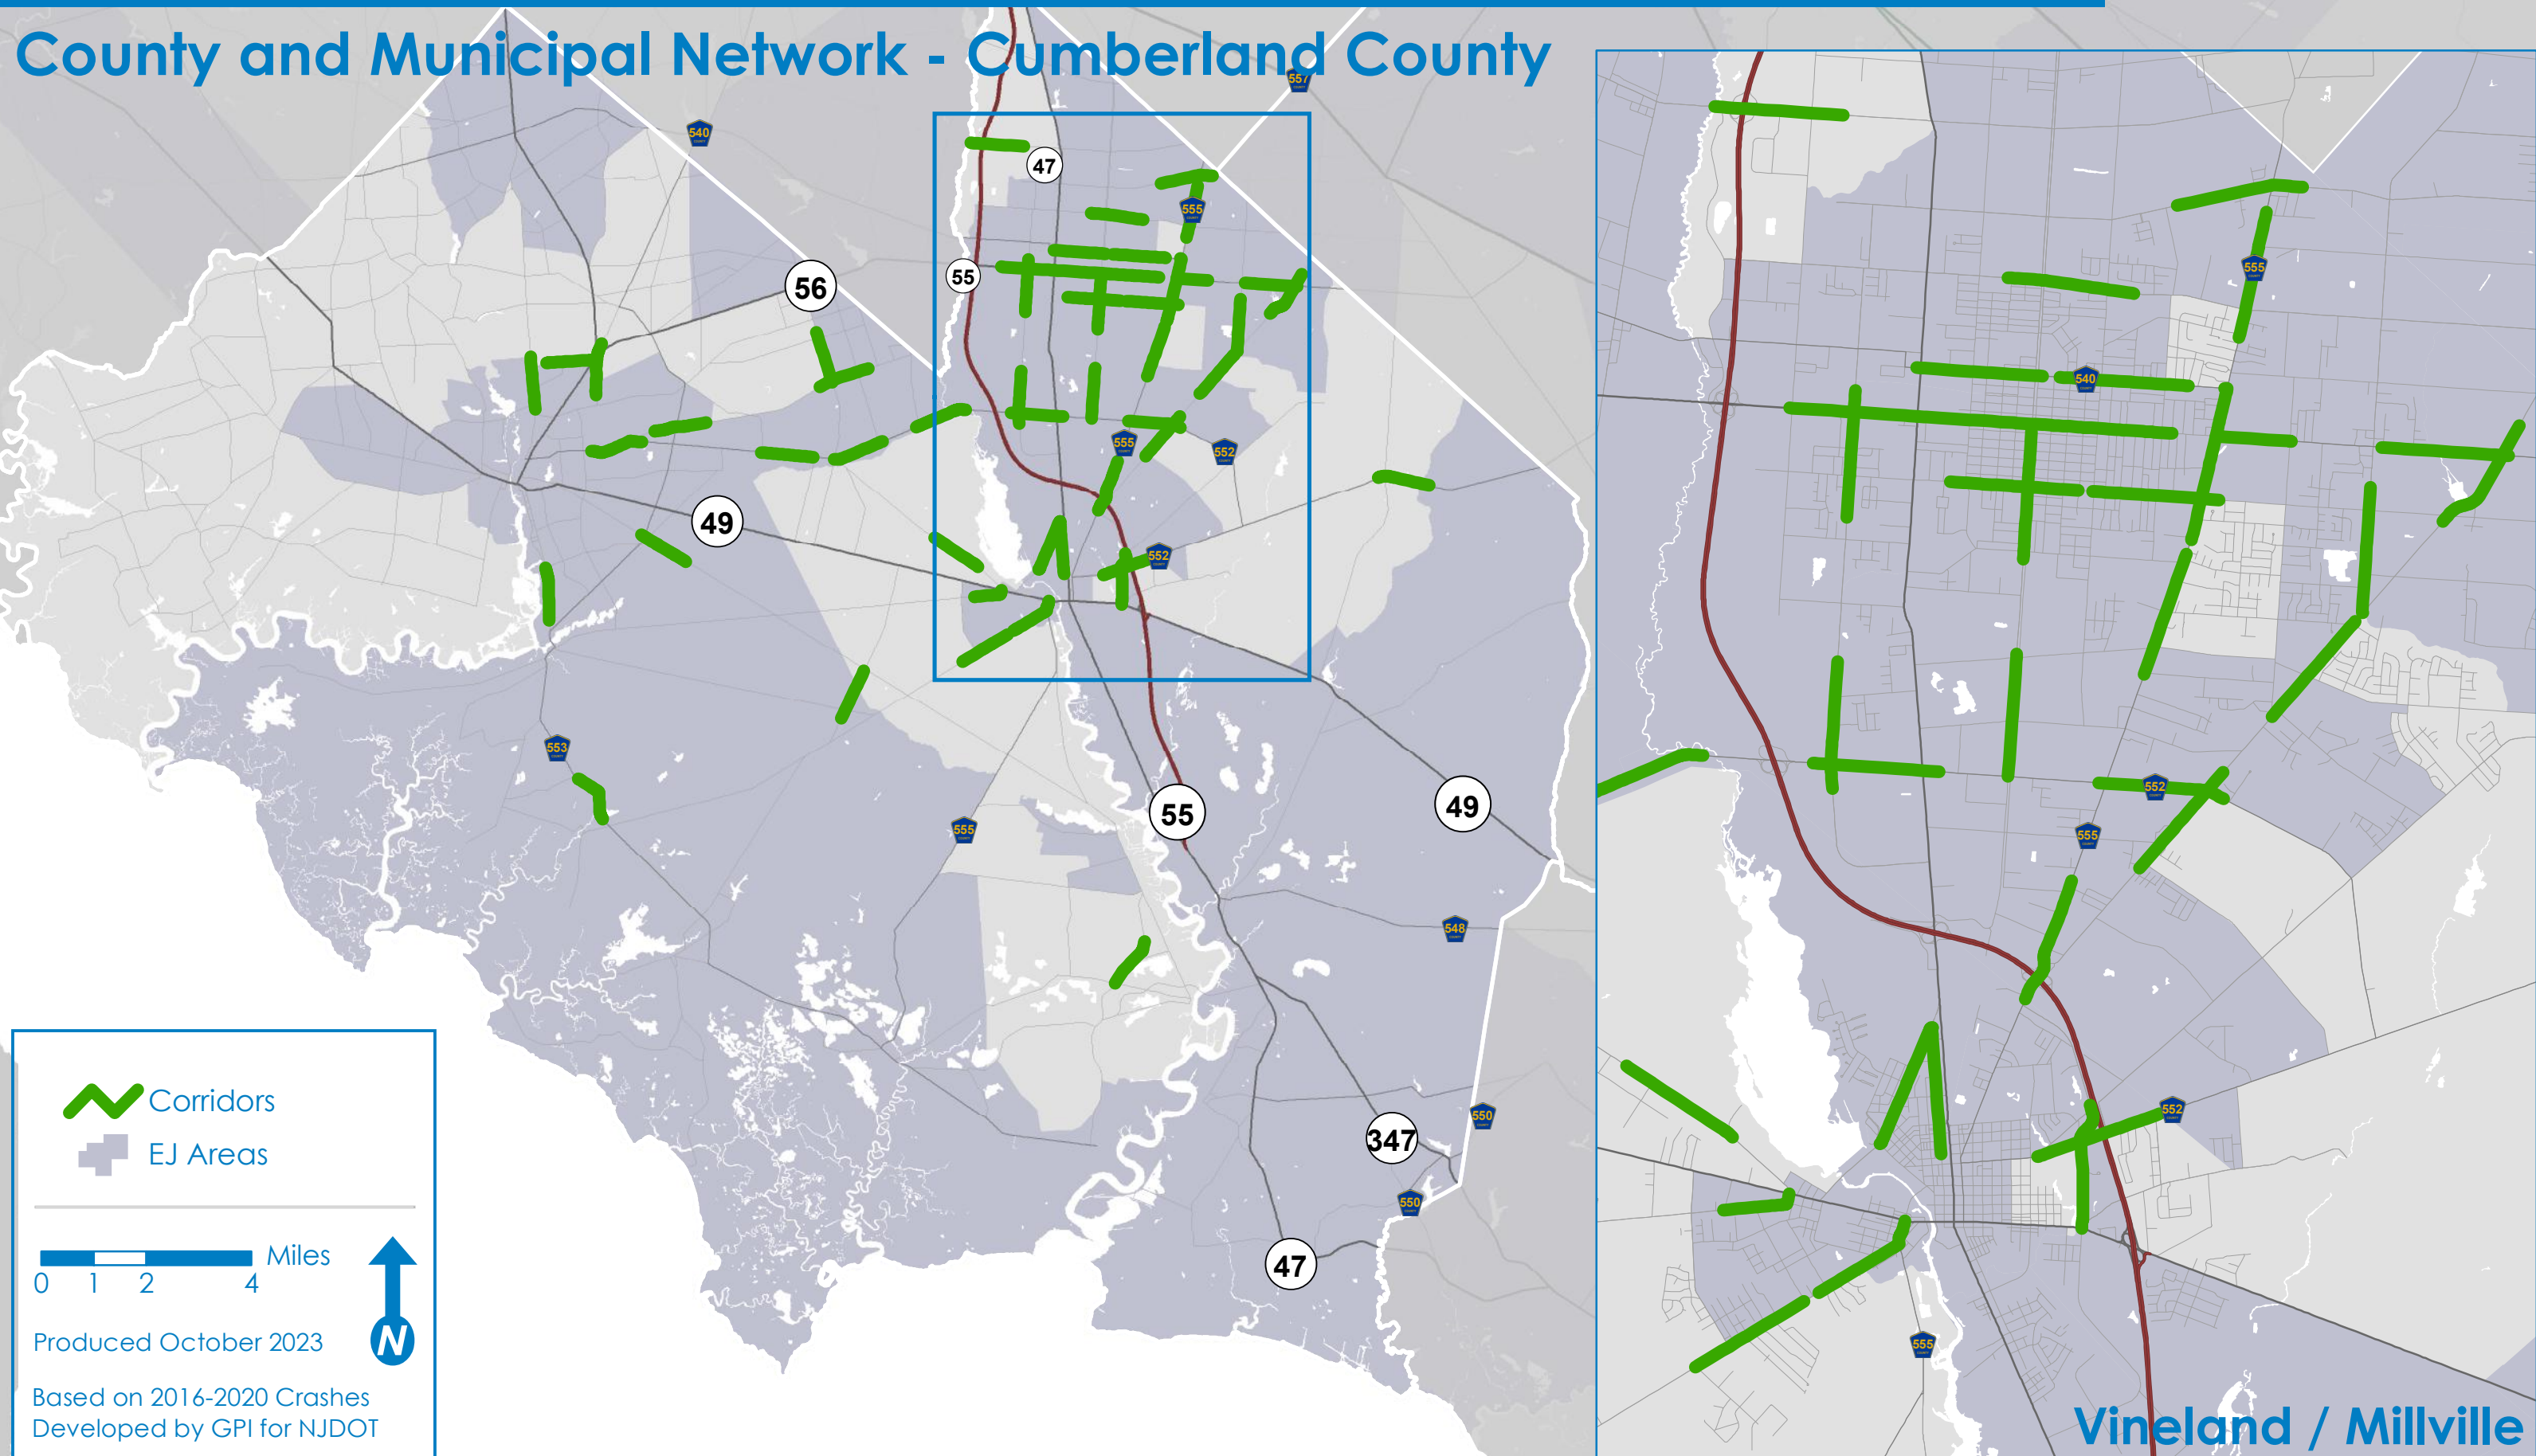 County and Municipal Network - Cumberland County
557
540
47
555
55
56
555
552
49
552
553
55
49
555
548
550
347
550
47
Corridors
EJ Areas
Miles
0 1 2 4
N
Produced October 2023
Based on 2016-2020 Crashes
Developed by GPI for NJDOT
555
540
552
555
552
555
Vineland / Millville